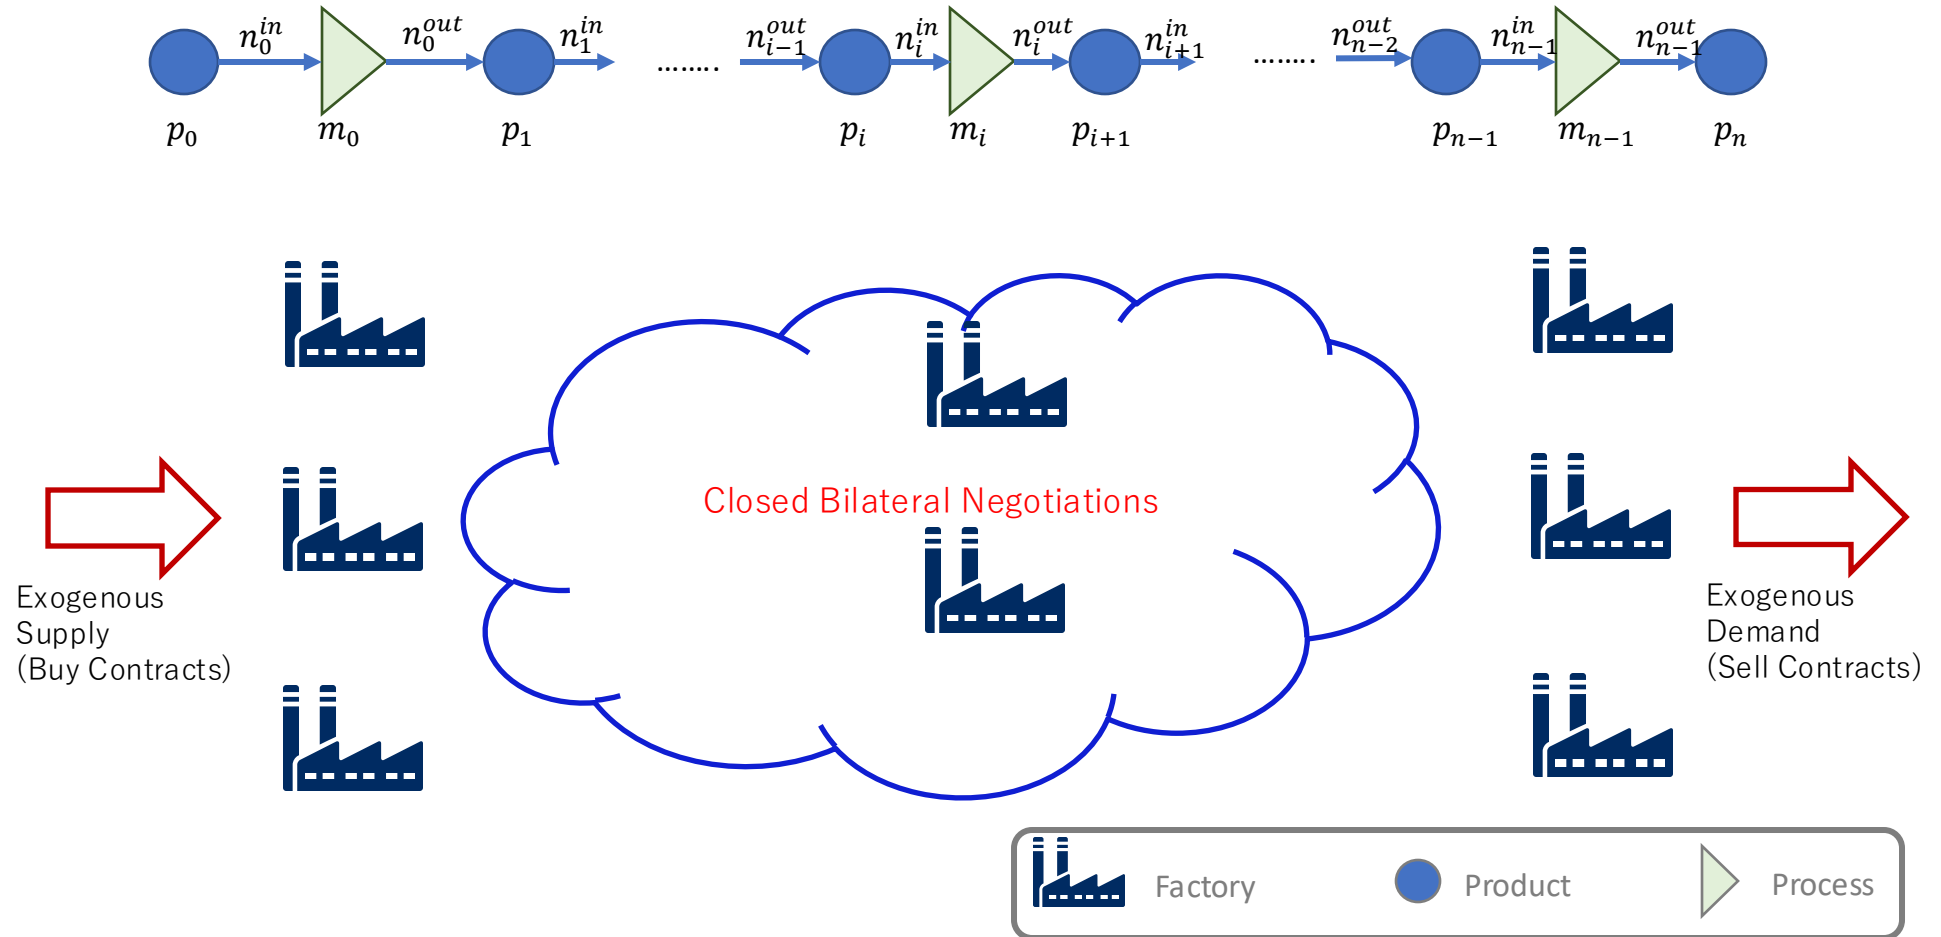 n_0^{in} n_0^{out} n_1^{in} n_{i-1}^{out} n_i^{in} n_i^{out} n_{i+1}^{in} n_{n-2}^{out} n_{n-1}^{in} n_{n-1}^{out}
........ ........
p_0 m_0 p_1 p_i m_i p_{i+1} p_{n-1} m_{n-1} p_n
Closed Bilateral Negotiations
Exogenous
Supply
(Buy Contracts)
Exogenous
Demand
(Sell Contracts)
Factory Product Process